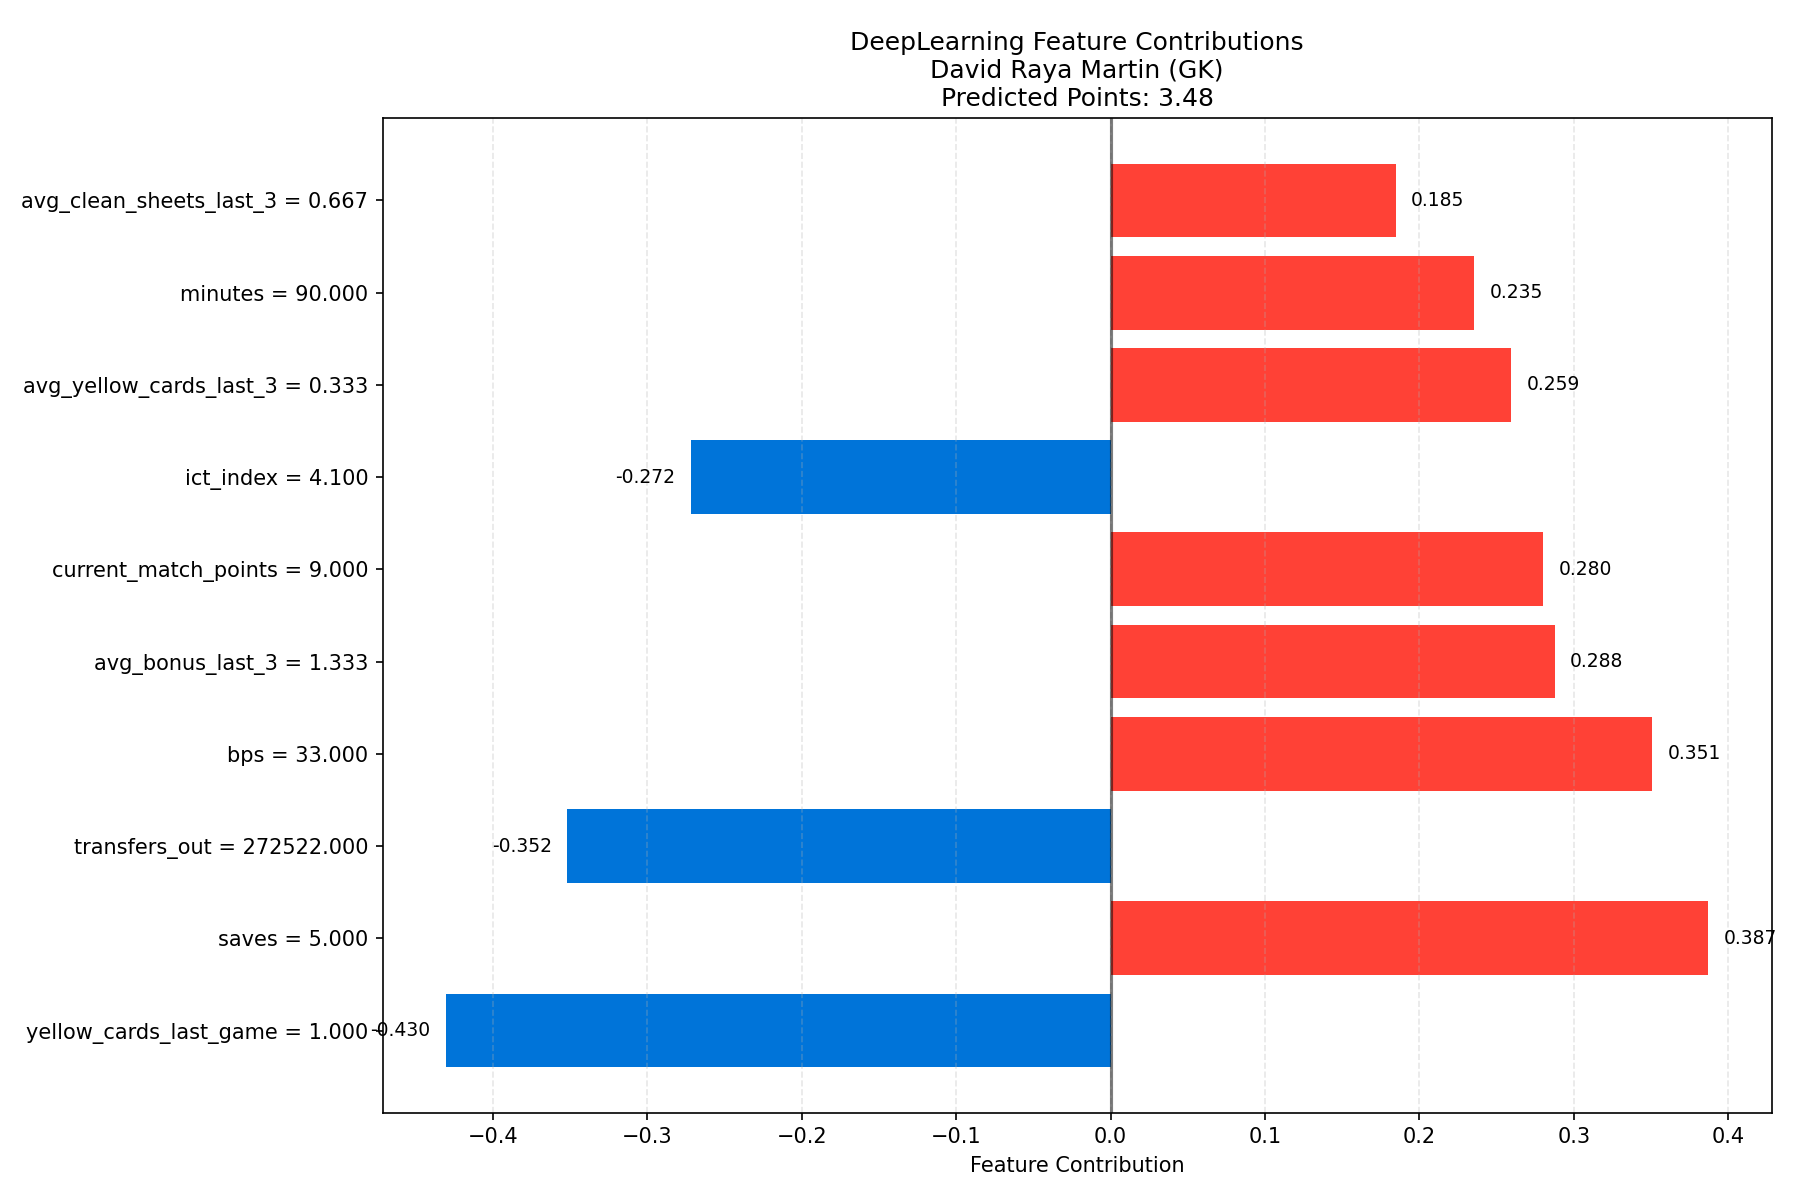 DeepLearning Feature Contributions
David Raya Martin (GK)
Predicted Points: 3.48
avg_clean_sheets_last_3 = 0.667
0.185
minutes = 90.000
0.235
avg_yellow_cards_last_3 = 0.333
0.259
ict_index = 4.100
-0.272
current_match_points = 9.000
0.280
avg_bonus_last_3 = 1.333
0.288
bps = 33.000
0.351
transfers_out = 272522.000
-0.352
saves = 5.000
0.387
yellow_cards_last_game = 1.000
-0.430
−0.4 −0.3 −0.2 −0.1 0.0 0.1 0.2 0.3 0.4
Feature Contribution